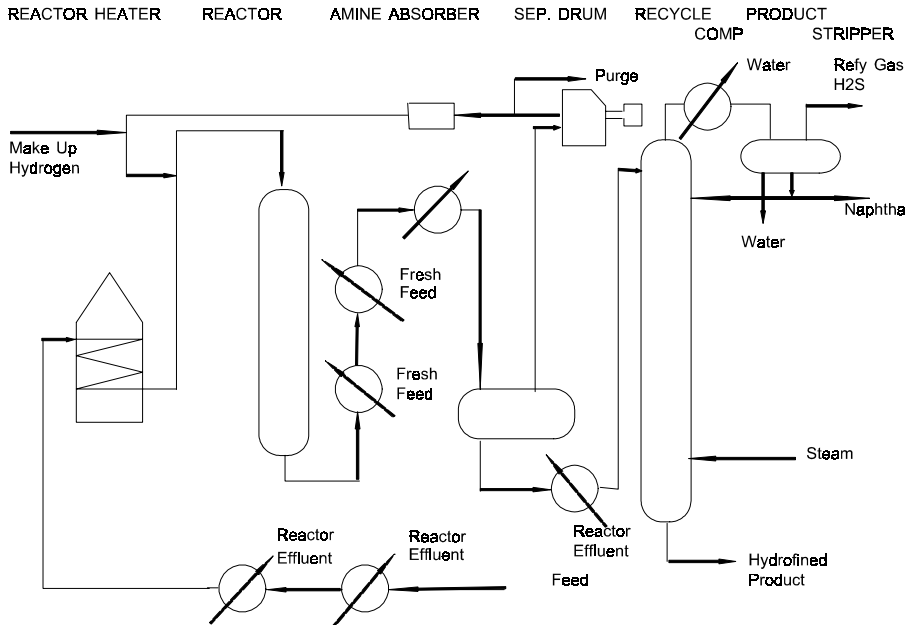 REACTOR HEATER REACTOR AMINE ABSORBER SEP. DRUM RECYCLE PRODUCT
COMP STRIPPER
Water
Refy Gas
H2S
Purge
Make Up
Hydrogen
Naphtha
Water
Fresh
Feed
Fresh
Feed
Steam
Reactor
Effluent
Reactor
Effluent
Reactor
Effluent
Feed
Hydrofined
Product